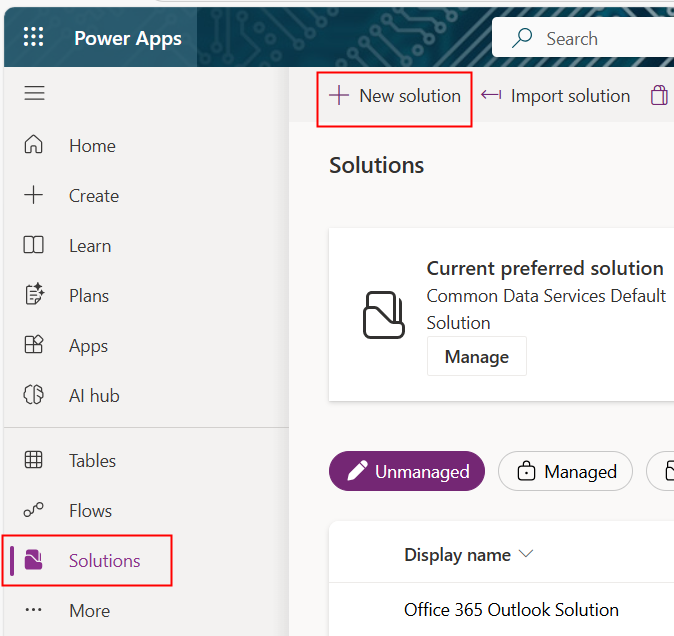 Power Apps
Search
New solution
Import solution
Home
Create
Learn
Plans
Apps
AI hub
Tables
Flows
Solutions
More
Solutions
Current preferred solution
Common Data Services Default
Solution
Manage
Unmanaged
Managed
Display name
Office 365 Outlook Solution